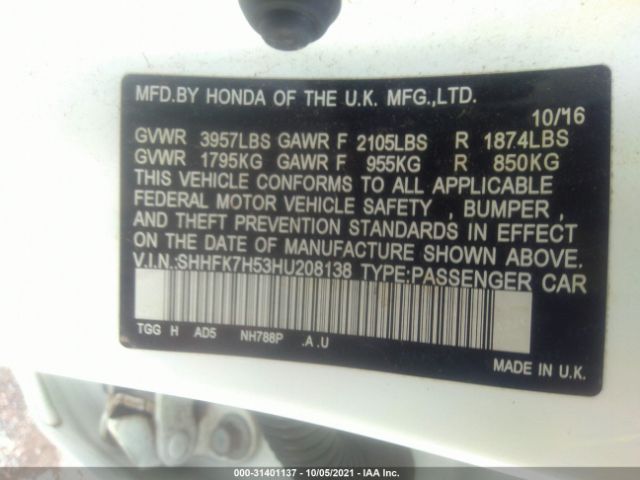 MFD.BY HONDA OF THE U.K. MFG.,LTD.
10/16
GVWR 3957LBS GAWR F 2105LBS R 1874LBS
GVWR 1795KG GAWR F 955KG R 850KG
THIS VEHICLE CONFORMS TO ALL APPLICABLE
FEDERAL MOTOR VEHICLE SAFETY , BUMPER ,
AND THEFT PREVENTION STANDARDS IN EFFECT
ON THE DATE OF MANUFACTURE SHOWN ABOVE.
V.I.N.:SHHFK7H53HU208138 TYPE:PASSENGER CAR
TGG H AD5 NH788P .A .U
MADE IN U.K.
000-31401137 - 10/05/2021 - IAA Inc.